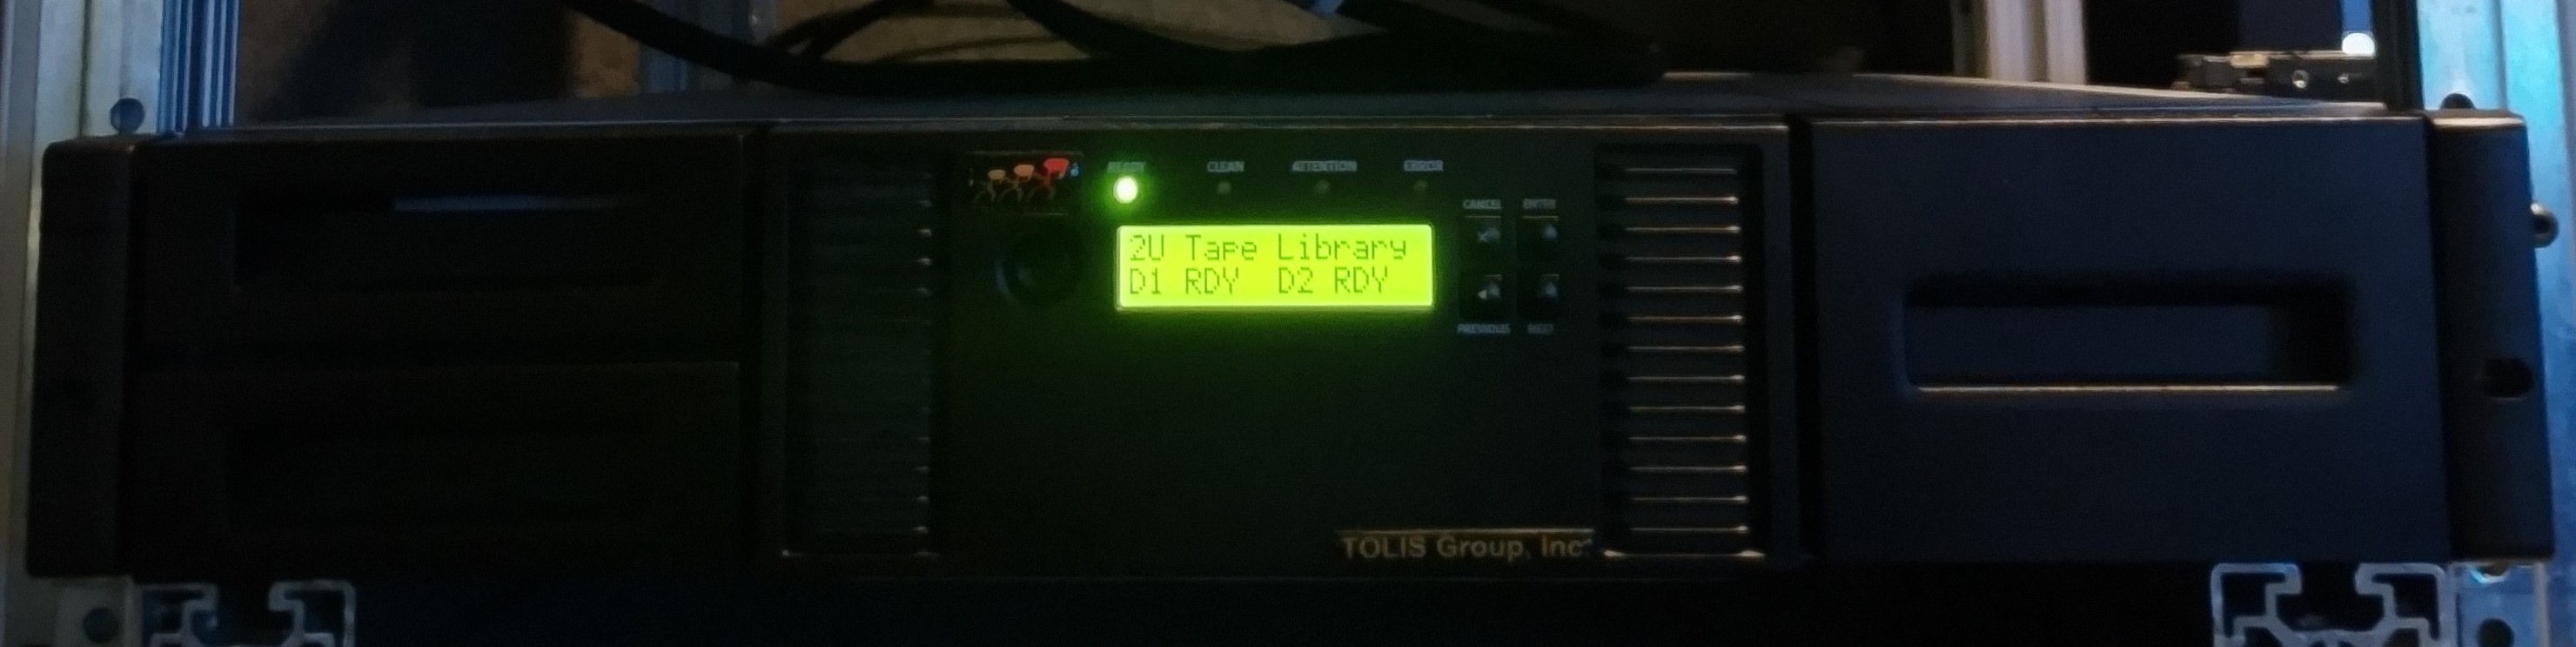 READY CLEAN ATTENTION ERROR
CANCEL ENTER
2U Tape Library
D1 RDY D2 RDY
PREVIOUS NEXT
TOLIS Group, Inc.